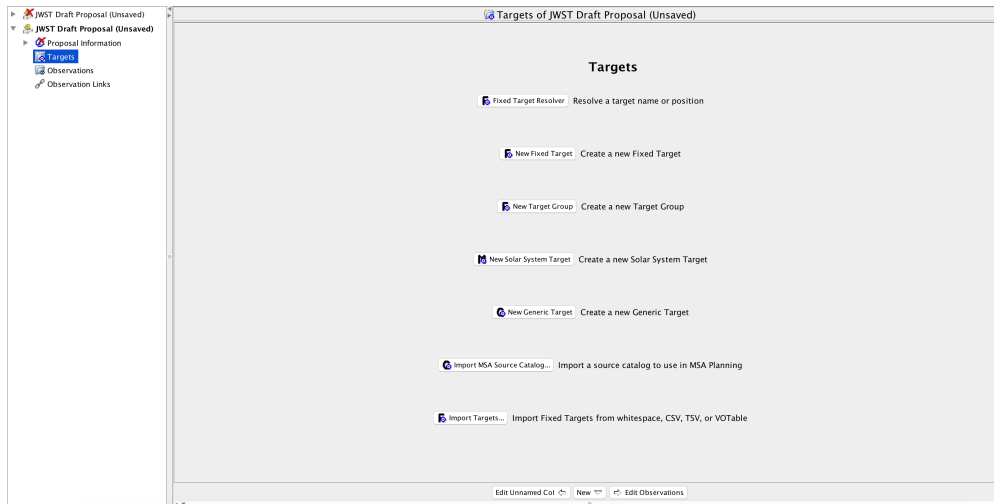 JWST Draft Proposal (Unsaved)
JWST Draft Proposal (Unsaved)
Proposal Information
Targets
Observations
Observation Links
Targets of JWST Draft Proposal (Unsaved)
Targets
Fixed Target Resolver Resolve a target name or position
New Fixed Target Create a new Fixed Target
New Target Group Create a new Target Group
New Solar System Target Create a new Solar System Target
New Generic Target Create a new Generic Target
Import MSA Source Catalog... Import a source catalog to use in MSA Planning
Import Targets... Import Fixed Targets from whitespace, CSV, TSV, or VOTable
Edit Unnamed Col New Edit Observations